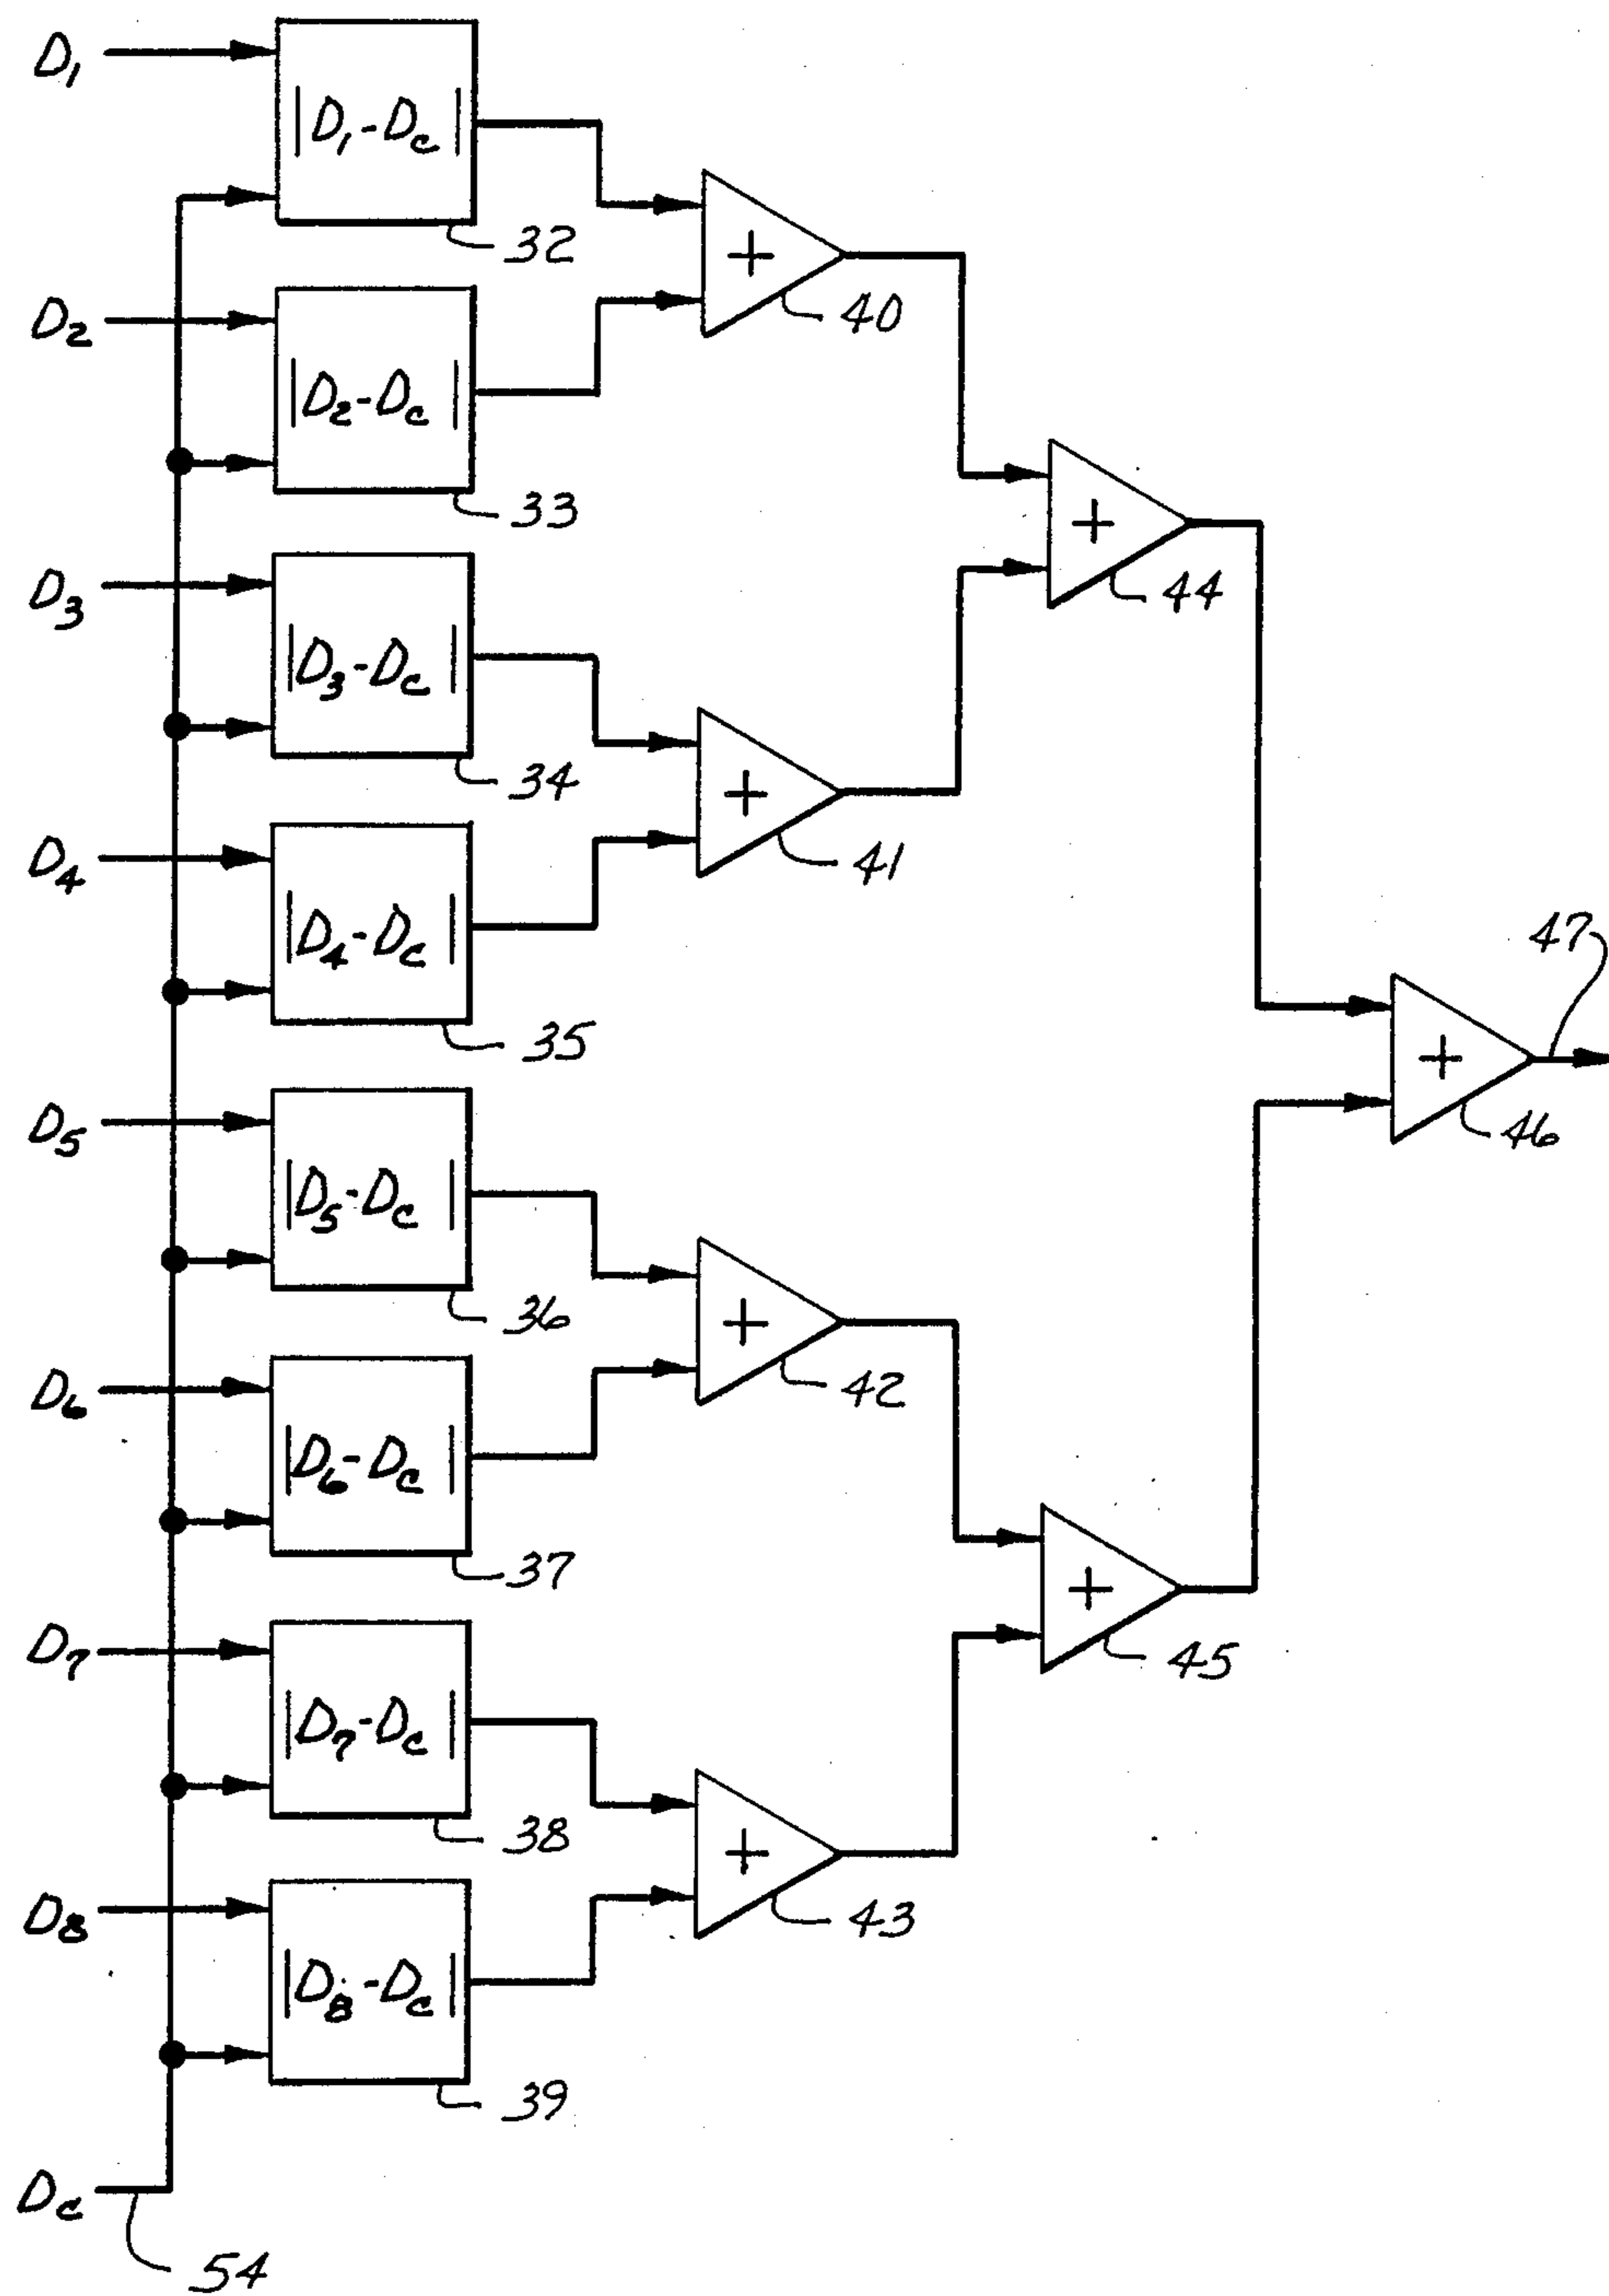 D1
|D1-Dc|
32
+
40
D2
|D2-Dc|
33
+
44
D3
|D3-Dc|
34
+
41
D4
|D4-Dc|
35
47
+
46
D5
|D5-Dc|
36
+
42
D6
|D6-Dc|
37
+
45
D7
|D7-Dc|
38
+
43
D8
|D8-Dc|
39
Dc
54